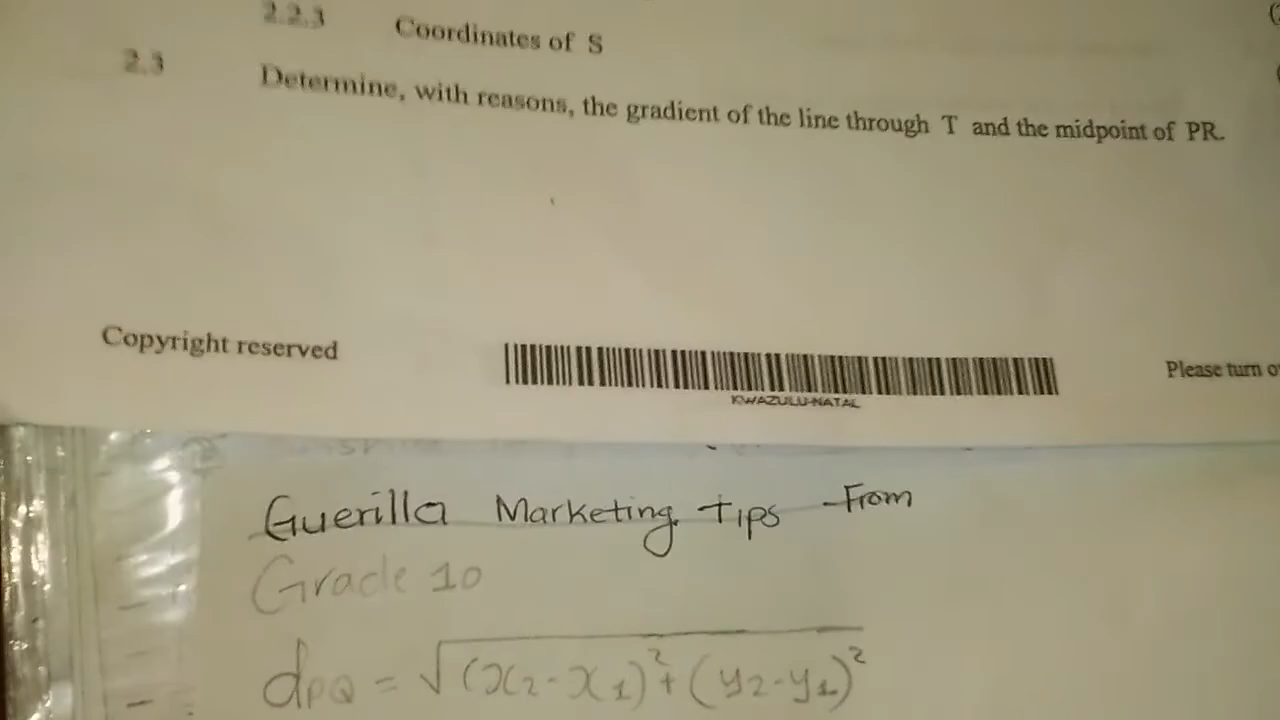 2.2.3 Coordinates of S
2.3 Determine, with reasons, the gradient of the line through T and the midpoint of PR.
Copyright reserved
KWAZULU-NATAL
Please turn
Guerilla Marketing Tips From
Grade 10
dPQ = √(x₂-x₁)²+(y₂-y₁)²